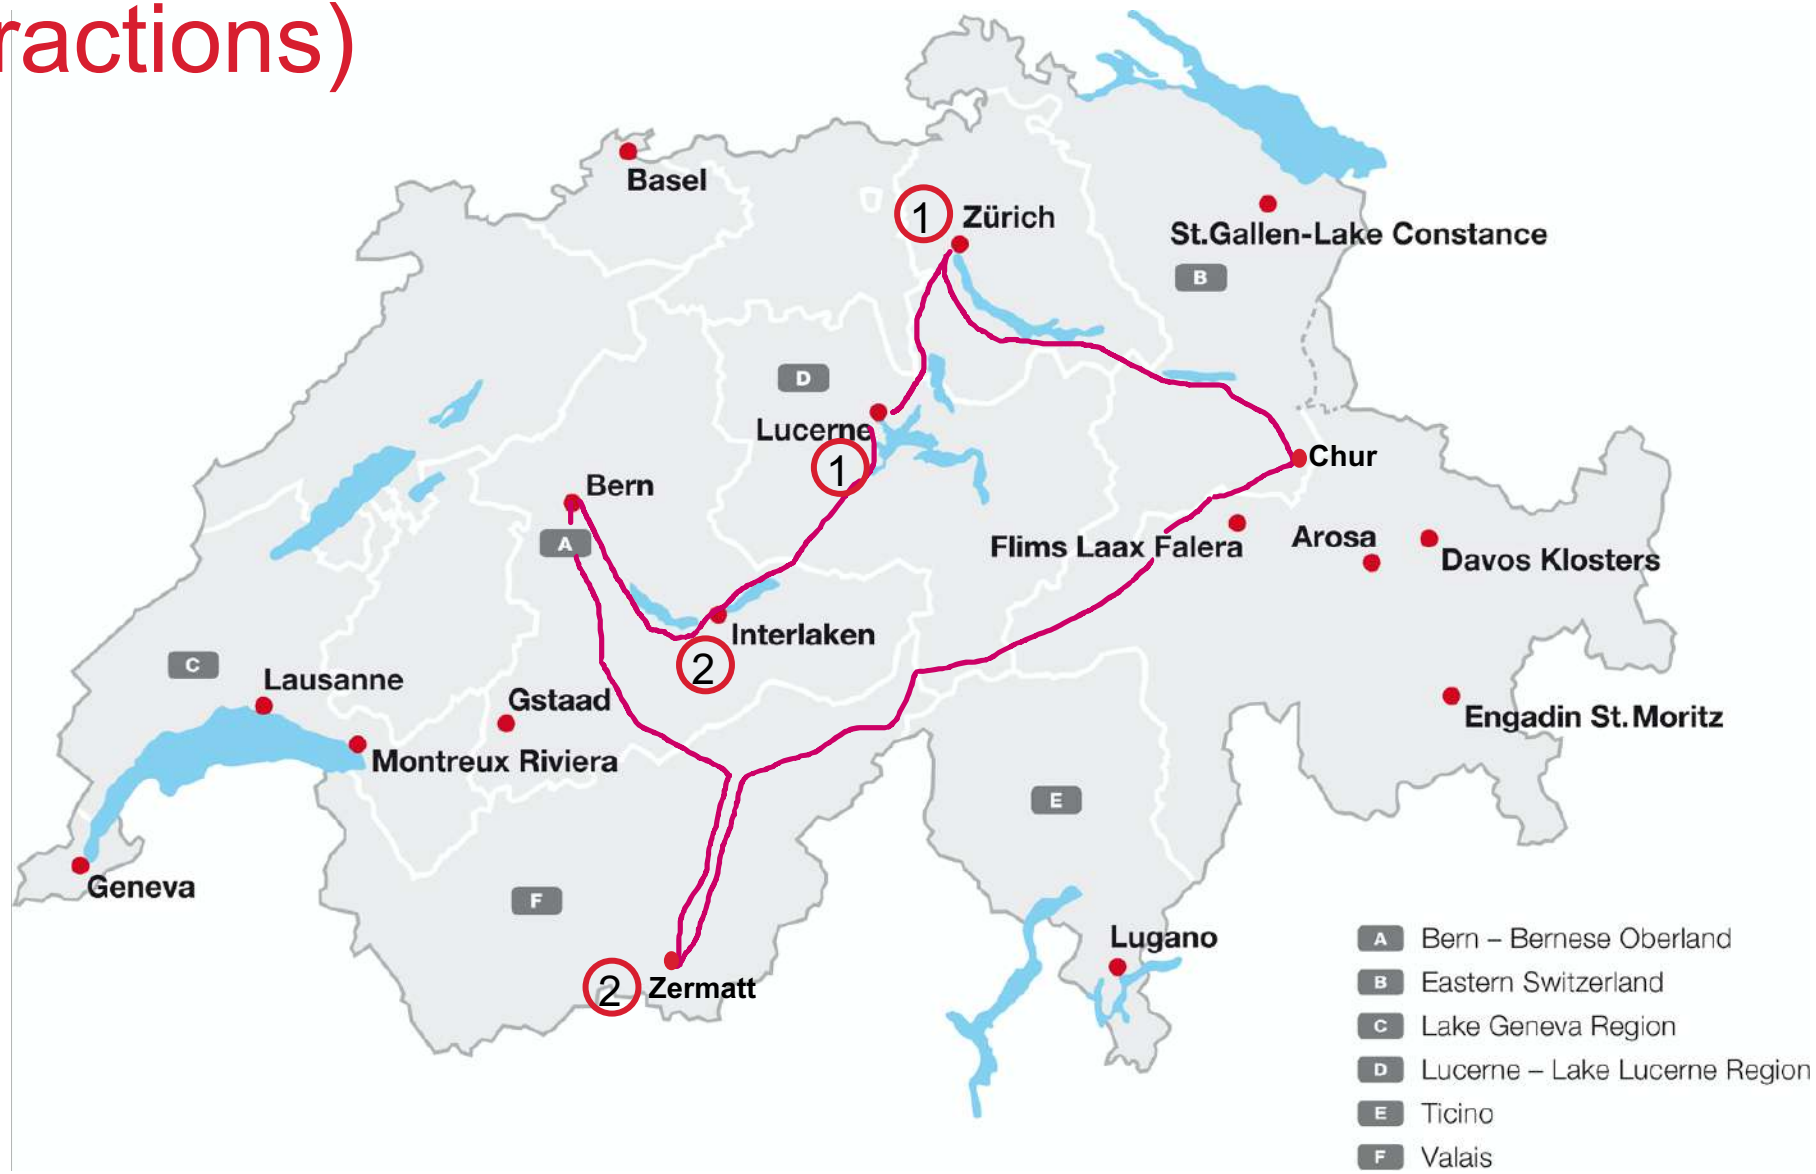 ractions)
Basel
1
Zürich
St.Gallen-Lake Constance
B
D
Lucerne
1
Chur
Bern
A
Flims Laax Falera
Arosa
Davos Klosters
Interlaken
2
C
Lausanne
Gstaad
Engadin St. Moritz
Montreux Riviera
E
Geneva
F
Lugano
2
Zermatt
A Bern – Bernese Oberland
B Eastern Switzerland
C Lake Geneva Region
D Lucerne – Lake Lucerne Region
E Ticino
F Valais